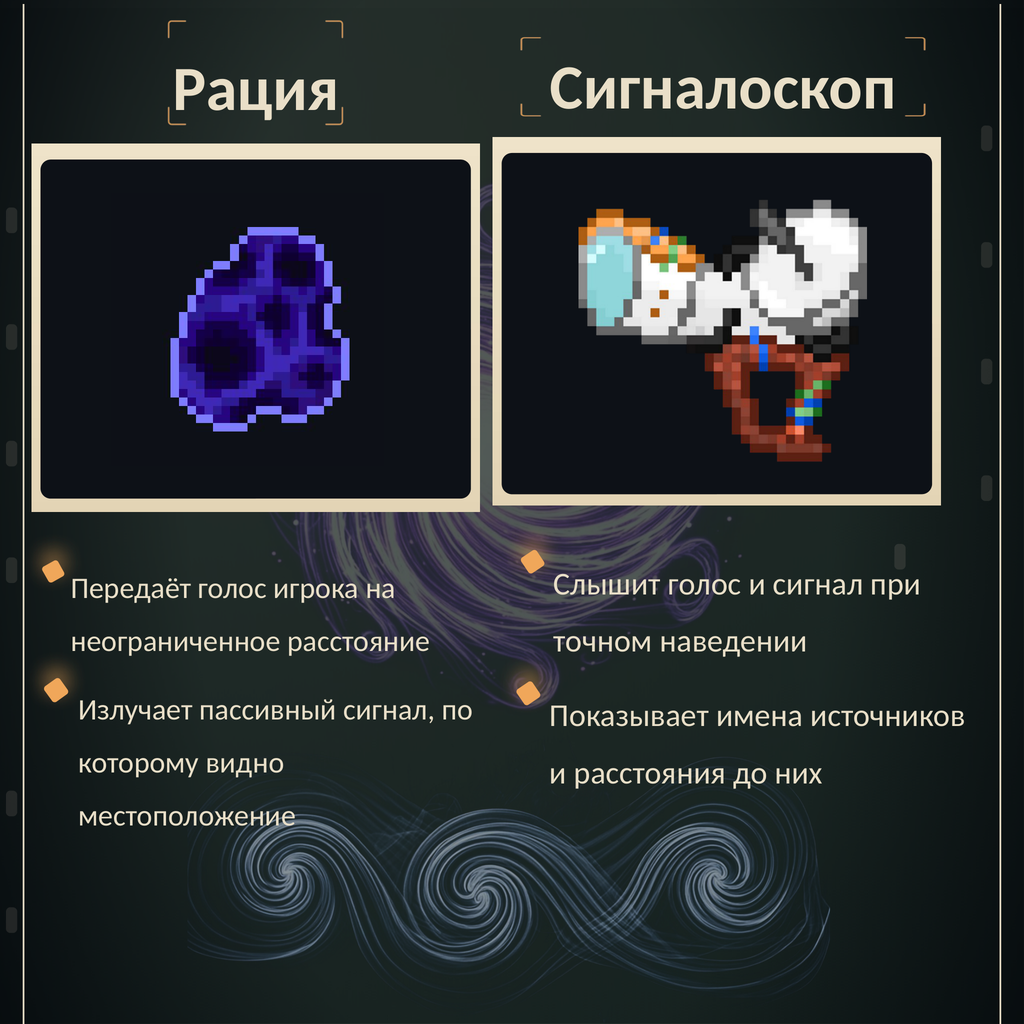 Рация
Передаёт голос игрока на
неограниченное расстояние
Излучает пассивный сигнал, по
которому видно
местоположение
Сигналоскоп
Слышит голос и сигнал при
точном наведении
Показывает имена источников
и расстояния до них